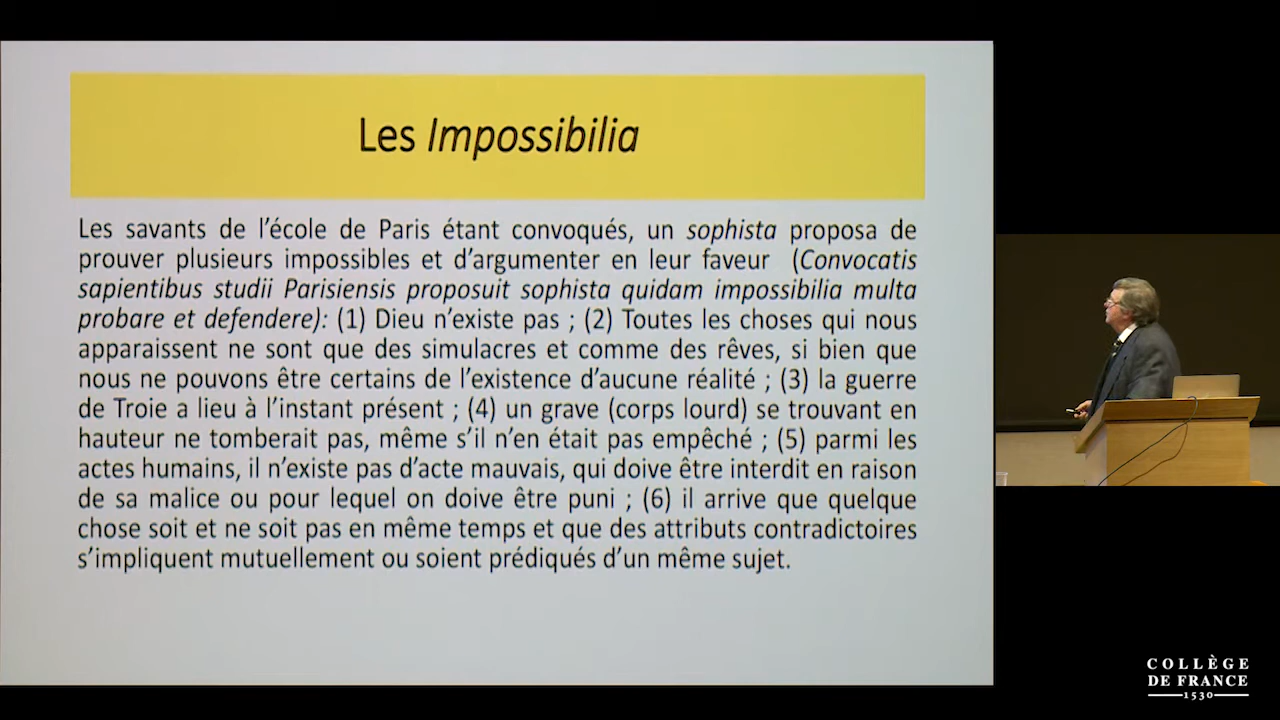 Les Impossibilia
Les savants de l'école de Paris étant convoqués, un sophista proposa de
prouver plusieurs impossibles et d'argumenter en leur faveur (Convocatis
sapientibus studii Parisiensis proposuit sophista quidam impossibilia multa
probare et defendere): (1) Dieu n'existe pas ; (2) Toutes les choses qui nous
apparaissent ne sont que des simulacres et comme des rêves, si bien que
nous ne pouvons être certains de l'existence d'aucune réalité ; (3) la guerre
de Troie a lieu à l'instant présent ; (4) un grave (corps lourd) se trouvant en
hauteur ne tomberait pas, même s'il n'en était pas empêché ; (5) parmi les
actes humains, il n'existe pas d'acte mauvais, qui doive être interdit en raison
de sa malice ou pour lequel on doive être puni ; (6) il arrive que quelque
chose soit et ne soit pas en même temps et que des attributs contradictoires
s'impliquent mutuellement ou soient prédiqués d'un même sujet.
COLLÈGE
DE FRANCE
1530